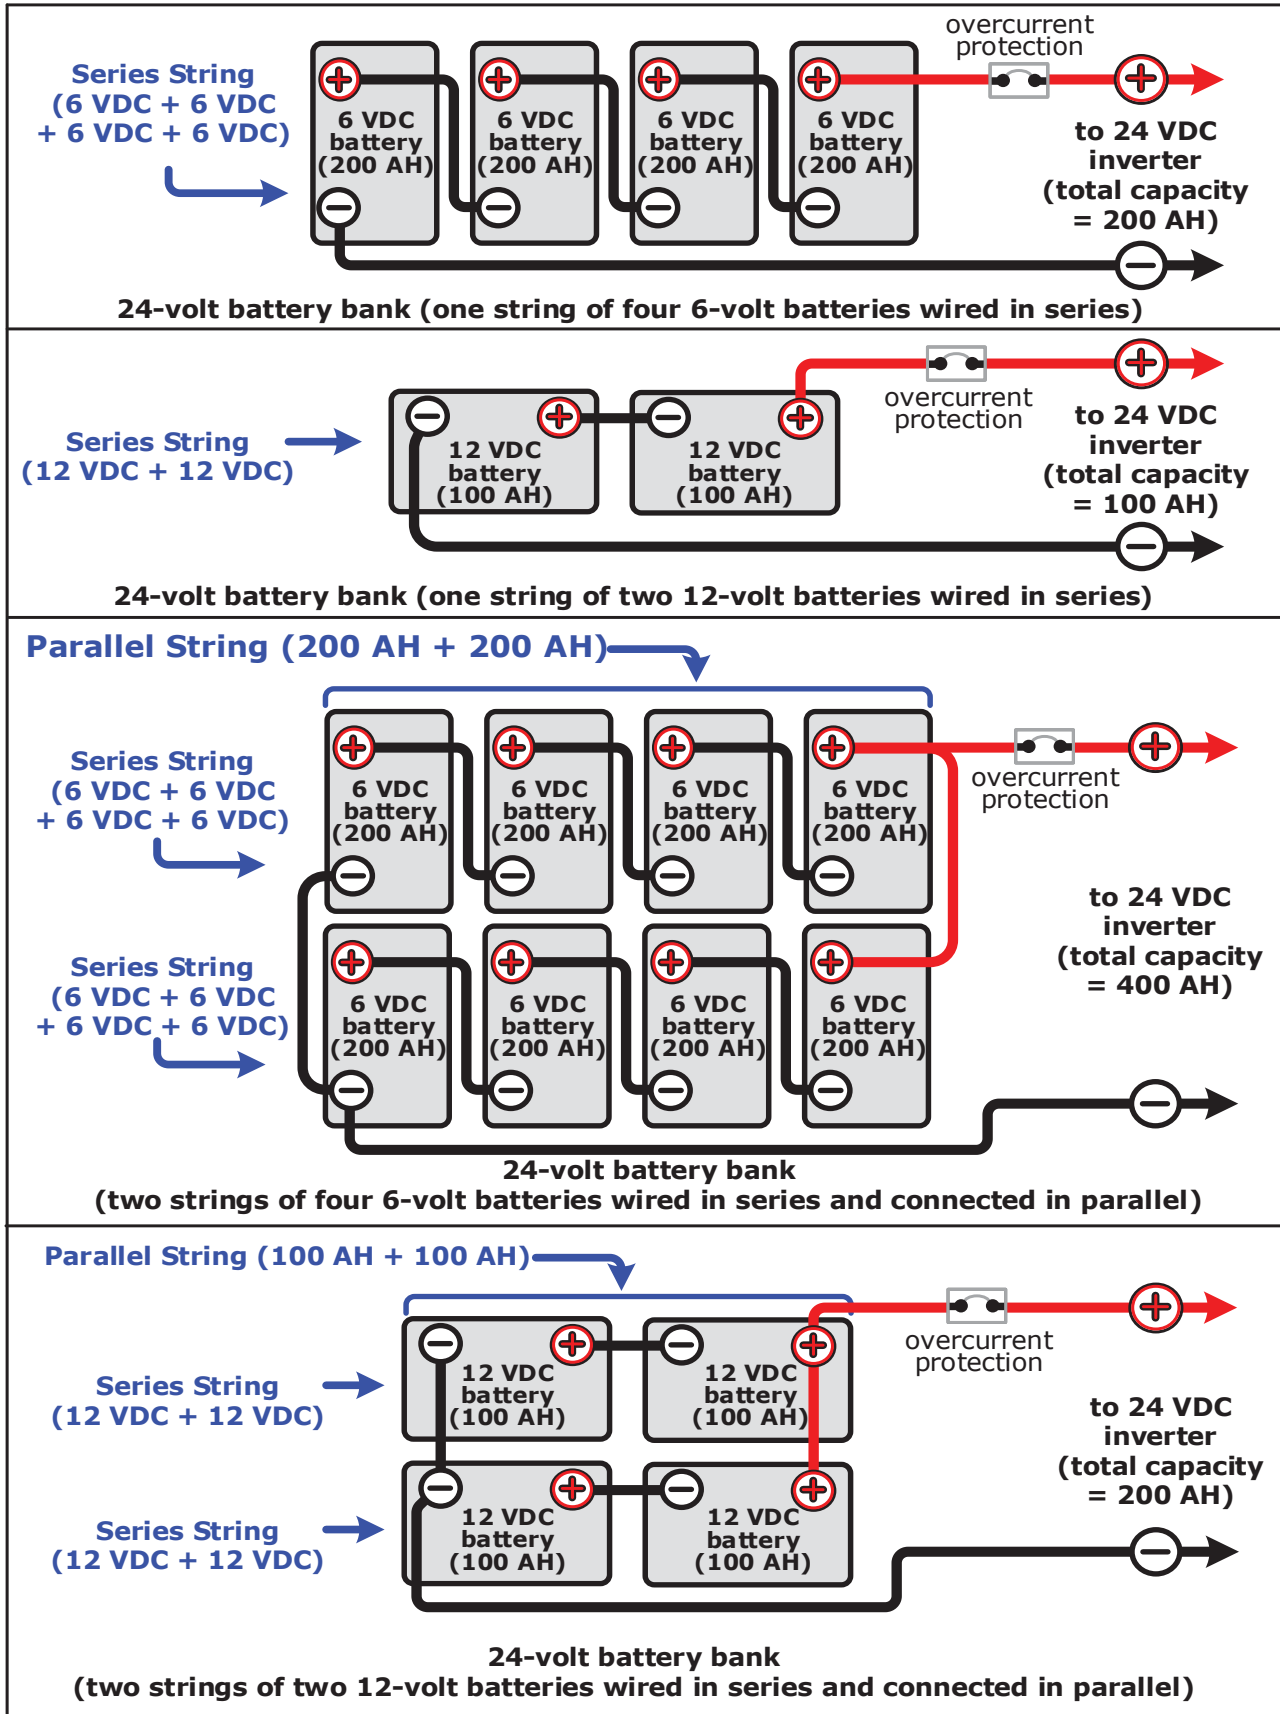 Series String
(6 VDC + 6 VDC
+ 6 VDC + 6 VDC)
6 VDC
battery
(200 AH)
6 VDC
battery
(200 AH)
6 VDC
battery
(200 AH)
6 VDC
battery
(200 AH)
overcurrent
protection
to 24 VDC
inverter
(total capacity
= 200 AH)
24-volt battery bank (one string of four 6-volt batteries wired in series)
Series String
(12 VDC + 12 VDC)
12 VDC
battery
(100 AH)
12 VDC
battery
(100 AH)
overcurrent
protection
to 24 VDC
inverter
(total capacity
= 100 AH)
24-volt battery bank (one string of two 12-volt batteries wired in series)
Parallel String (200 AH + 200 AH)
Series String
(6 VDC + 6 VDC
+ 6 VDC + 6 VDC)
6 VDC
battery
(200 AH)
6 VDC
battery
(200 AH)
6 VDC
battery
(200 AH)
6 VDC
battery
(200 AH)
overcurrent
protection
Series String
(6 VDC + 6 VDC
+ 6 VDC + 6 VDC)
6 VDC
battery
(200 AH)
6 VDC
battery
(200 AH)
6 VDC
battery
(200 AH)
6 VDC
battery
(200 AH)
to 24 VDC
inverter
(total capacity
= 400 AH)
24-volt battery bank
(two strings of four 6-volt batteries wired in series and connected in parallel)
Parallel String (100 AH + 100 AH)
Series String
(12 VDC + 12 VDC)
12 VDC
battery
(100 AH)
12 VDC
battery
(100 AH)
overcurrent
protection
Series String
(12 VDC + 12 VDC)
12 VDC
battery
(100 AH)
12 VDC
battery
(100 AH)
to 24 VDC
inverter
(total capacity
= 200 AH)
24-volt battery bank
(two strings of two 12-volt batteries wired in series and connected in parallel)